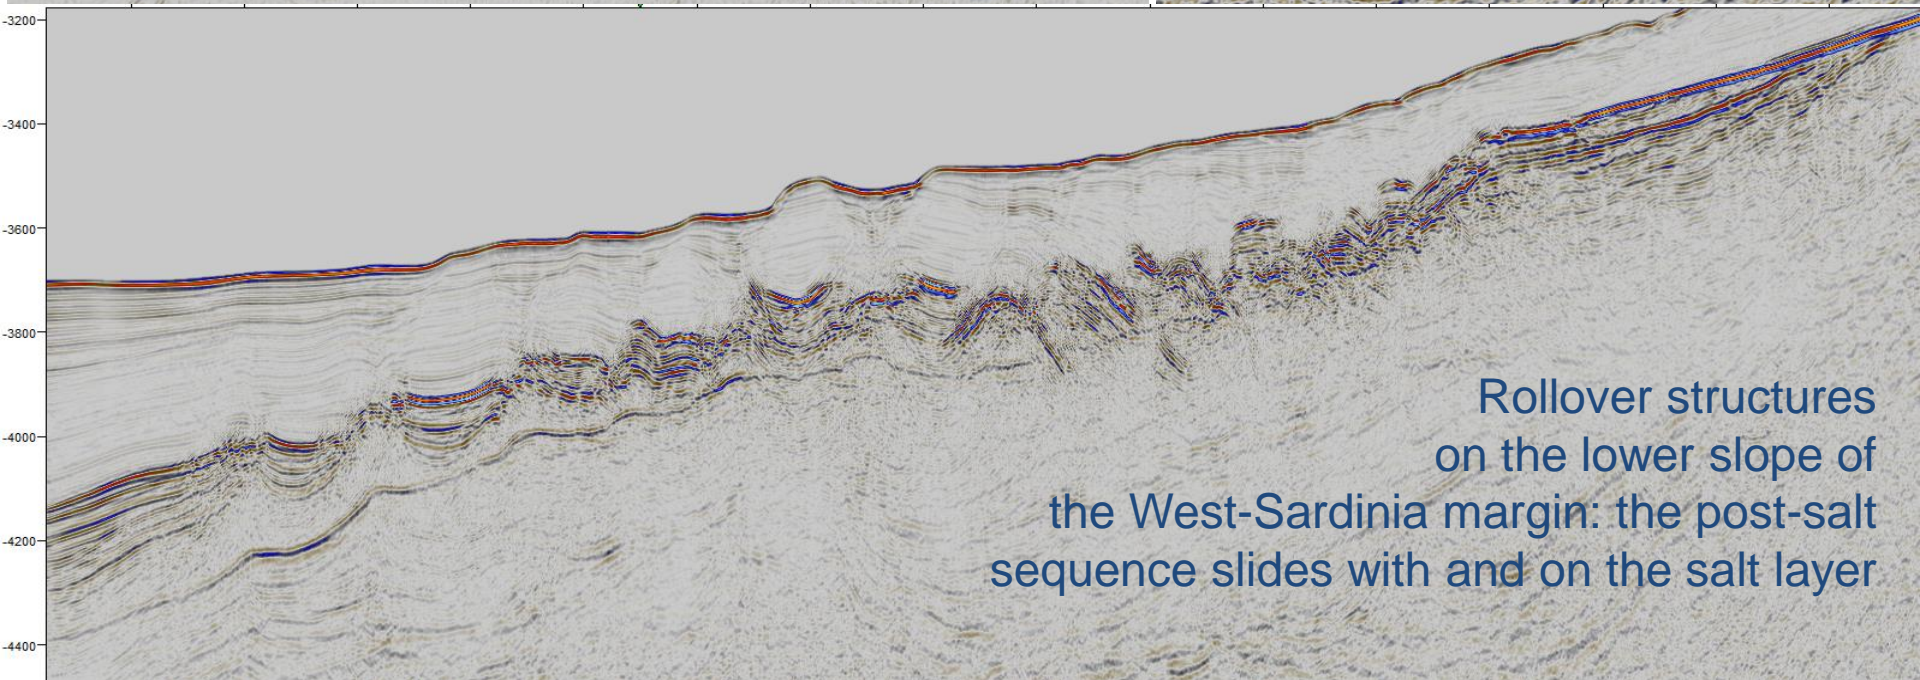 -3200
-3400
-3600
-3800
-4000
-4200
-4400
Rollover structures
on the lower slope of
the West-Sardinia margin: the post-salt
sequence slides with and on the salt layer